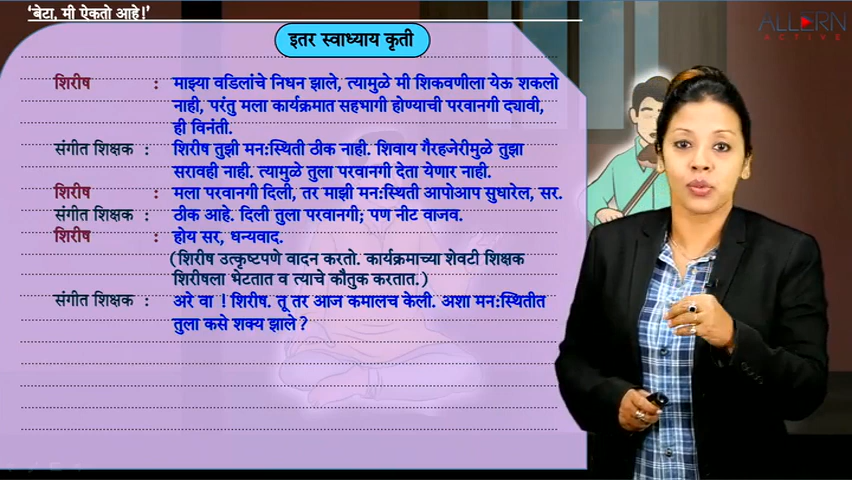 ‘बेटा, मी ऐकतो आहे!’
ALLERN
ACTIVE
इतर स्वाध्याय कृती
शिरीष : माझ्या वडिलांचे निधन झाले, त्यामुळे मी शिकवणीला येऊ शकलो
नाही, परंतु मला कार्यक्रमात सहभागी होण्याची परवानगी द्यावी,
ही विनंती.
संगीत शिक्षक : शिरीष तुझी मन:स्थिती ठीक नाही. शिवाय गैरहजेरीमुळे तुझा
सरावही नाही. त्यामुळे तुला परवानगी देता येणार नाही.
शिरीष : मला परवानगी दिली, तर माझी मन:स्थिती आपोआप सुधारेल, सर.
संगीत शिक्षक : ठीक आहे. दिली तुला परवानगी; पण नीट वाजव.
शिरीष : होय सर, धन्यवाद.
(शिरीष उत्कृष्टपणे वादन करतो. कार्यक्रमाच्या शेवटी शिक्षक
शिरीषला भेटतात व त्याचे कौतुक करतात.)
संगीत शिक्षक : अरे वा ! शिरीष. तू तर आज कमालच केली. अशा मन:स्थितीत
तुला कसे शक्य झाले ?